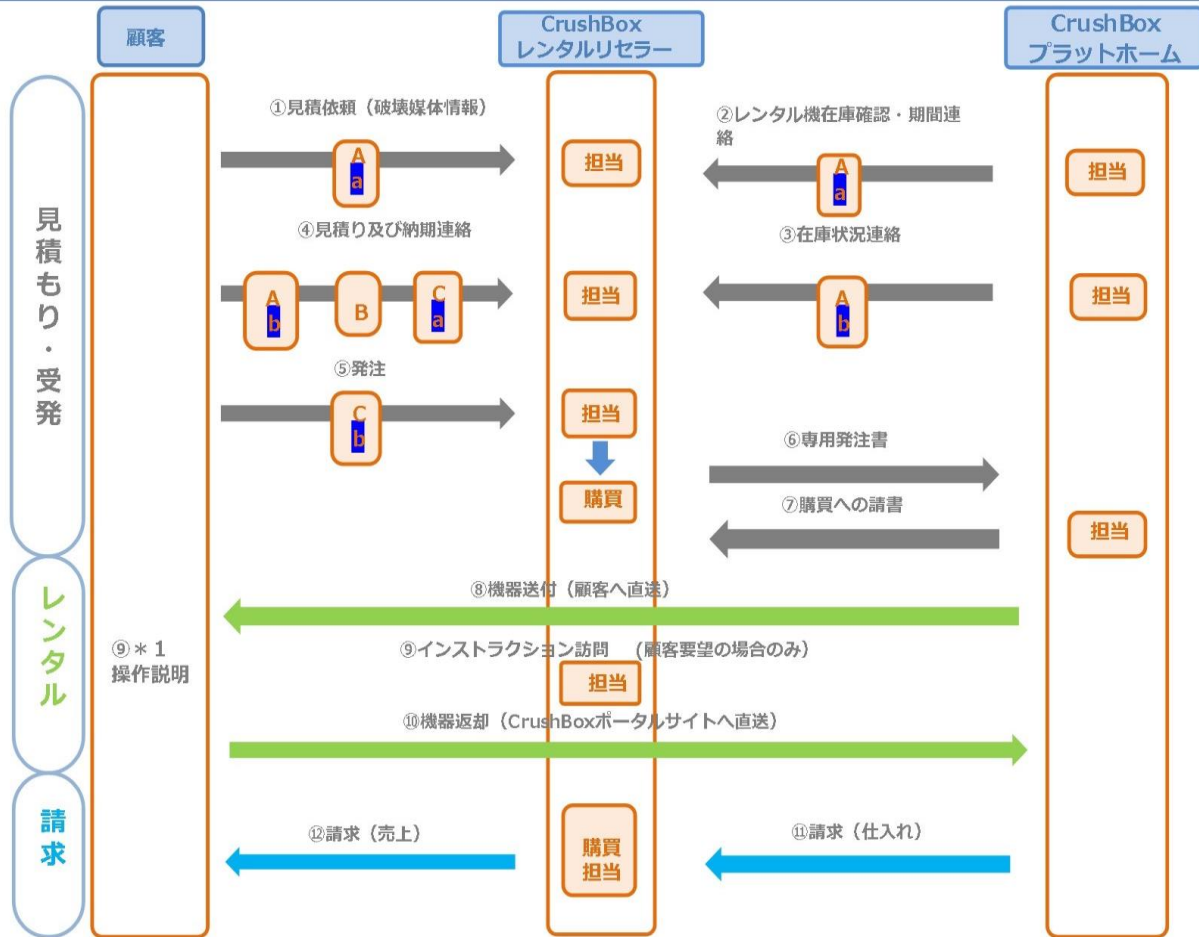 顧客
CrushBox
レンタルリセラー
CrushBox
プラットホーム
見積もり・受発
①見積依頼（破壊媒体情報）
②レンタル機在庫確認・期間連
絡
A
a
担当
A
a
担当
④見積り及び納期連絡
③在庫状況連絡
A
b
B
C
a
担当
A
b
担当
⑤発注
C
b
担当
⑥専用発注書
購買
⑦購買への請書
担当
レンタル
⑧機器送付（顧客へ直送）
⑨＊１
操作説明
⑨インストラクション訪問　(顧客要望の場合のみ）
担当
⑩機器返却（CrushBoxポータルサイトへ直送）
請求
⑫請求（売上）
購買
担当
⑪請求（仕入れ）